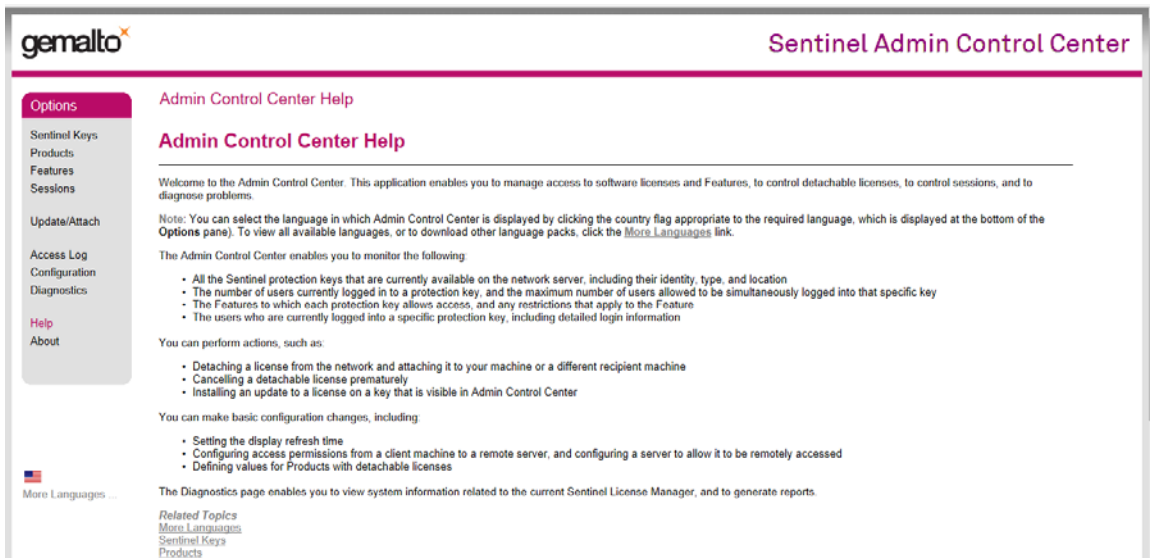 gemalto
Sentinel Admin Control Center
Options
Sentinel Keys
Products
Features
Sessions
Update/Attach
Access Log
Configuration
Diagnostics
Help
About
More Languages ...
Admin Control Center Help
Admin Control Center Help
Welcome to the Admin Control Center. This application enables you to manage access to software licenses and Features, to control detachable licenses, to control sessions, and to
diagnose problems.
Note: You can select the language in which Admin Control Center is displayed by clicking the country flag appropriate to the required language, which is displayed at the bottom of the
Options pane). To view all available languages, or to download other language packs, click the More Languages link.
The Admin Control Center enables you to monitor the following:
• All the Sentinel protection keys that are currently available on the network server, including their identity, type, and location
• The number of users currently logged in to a protection key, and the maximum number of users allowed to be simultaneously logged into that specific key
• The Features to which each protection key allows access, and any restrictions that apply to the Feature
• The users who are currently logged into a specific protection key, including detailed login information
You can perform actions, such as:
• Detaching a license from the network and attaching it to your machine or a different recipient machine
• Cancelling a detachable license prematurely
• Installing an update to a license on a key that is visible in Admin Control Center
You can make basic configuration changes, including:
• Setting the display refresh time
• Configuring access permissions from a client machine to a remote server, and configuring a server to allow it to be remotely accessed
• Defining values for Products with detachable licenses
The Diagnostics page enables you to view system information related to the current Sentinel License Manager, and to generate reports.
Related Topics
More Languages
Sentinel Keys
Products